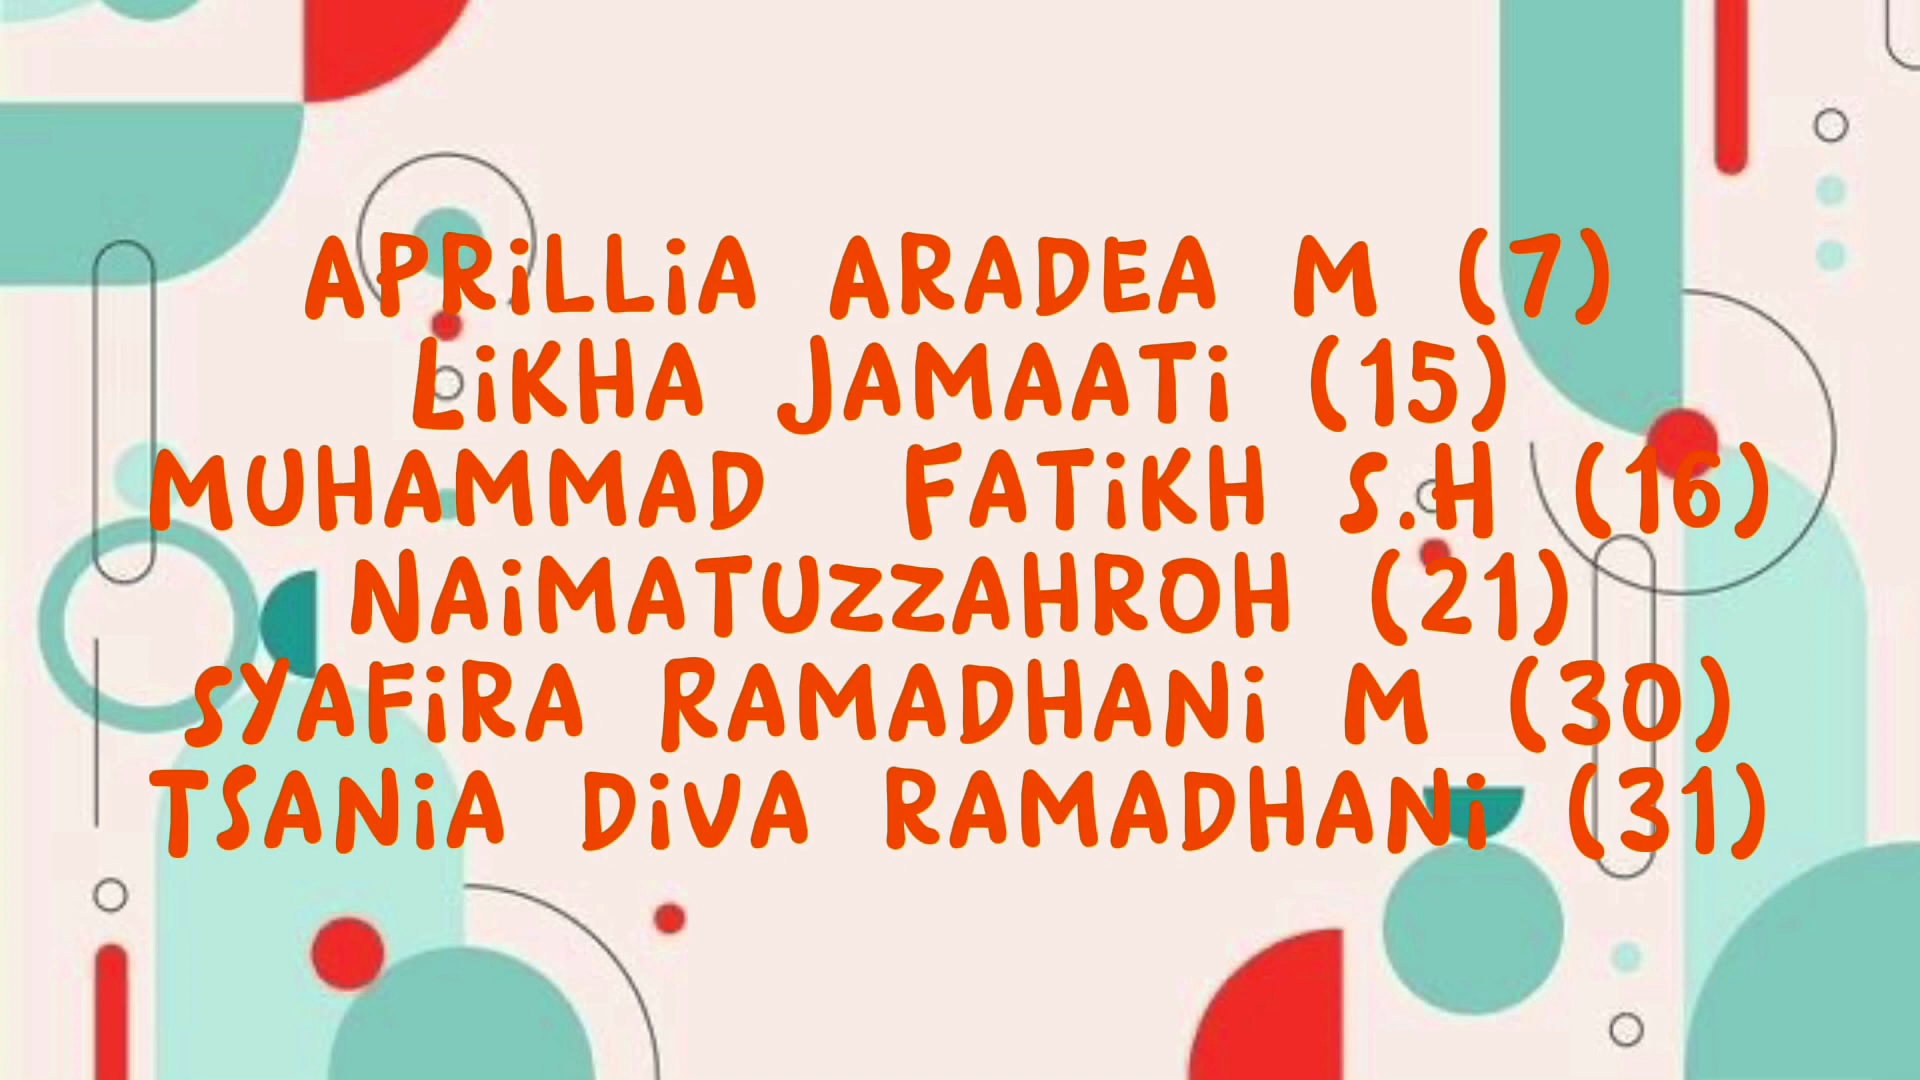 APRiLLiA ARADEA M (7)
LiKHA JAMAATi (15)
MUHAMMAD FATiKH S.H (16)
NAiMATUZZAHROH (21)
SYAFiRA RAMADHANi M (30)
TSANiA DiVA RAMADHANi (31)